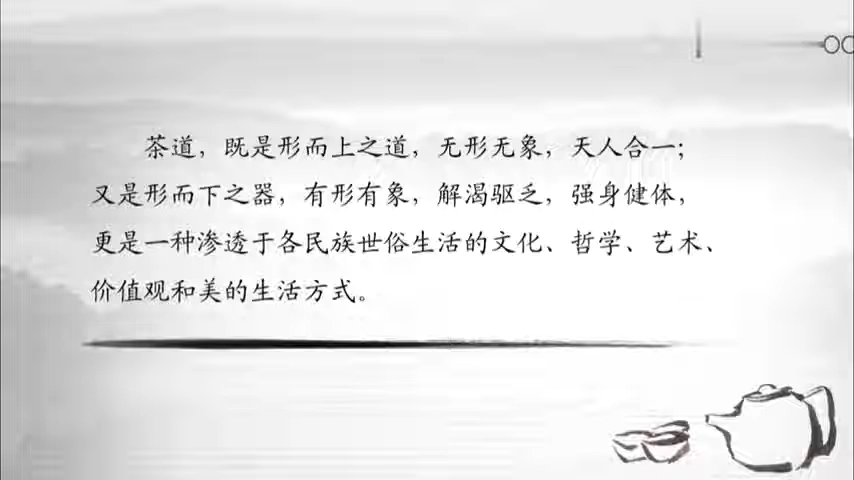 茶道，既是形而上之道，无形无象，天人合一；
又是形而下之器，有形有象，解渴驱乏，强身健体，
更是一种渗透于各民族世俗生活的文化、哲学、艺术、
价值观和美的生活方式。